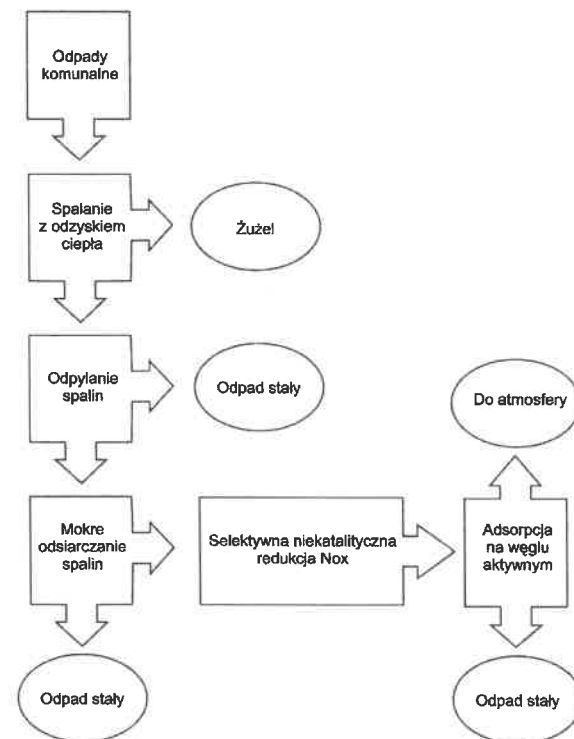 Odpady
komunalne
Spalanie
z odzyskiem
ciepła
Żużel
Odpylanie
spalin
Odpad stały
Do atmosfery
Mokre
odsiarczanie
spalin
Selektywna niekatalityczna
redukcja Nox
Adsorpcja
na węglu
aktywnym
Odpad stały
Odpad stały